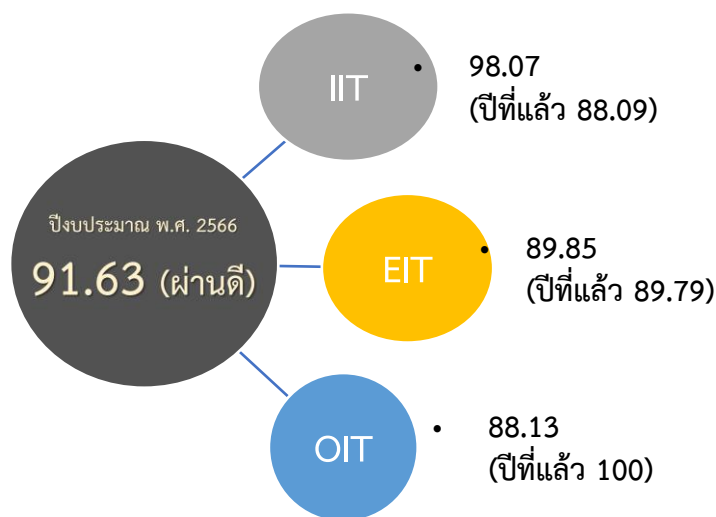 ปีงบประมาณ พ.ศ. 2566
91.63 (ผ่านดี)
IIT
• 98.07
(ปีที่แล้ว 88.09)
EIT
• 89.85
(ปีที่แล้ว 89.79)
OIT
• 88.13
(ปีที่แล้ว 100)